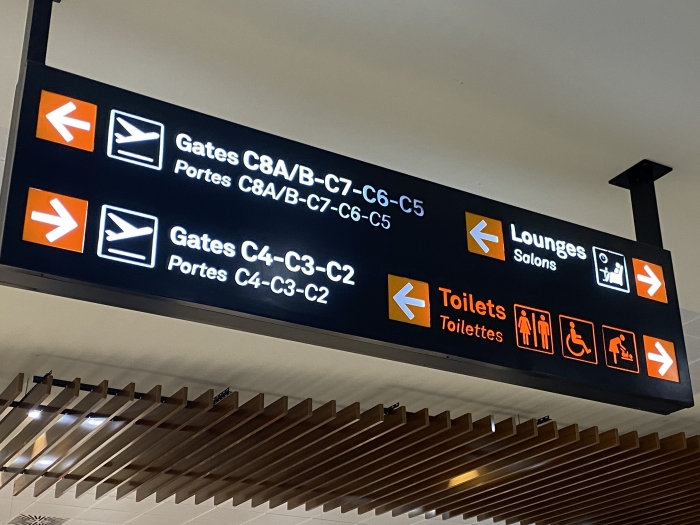 Gates C8A/B-C7-C6-C5
Portes C8A/B-C7-C6-C5
Gates C4-C3-C2
Portes C4-C3-C2
Lounges
Salons
Toilets
Toilettes